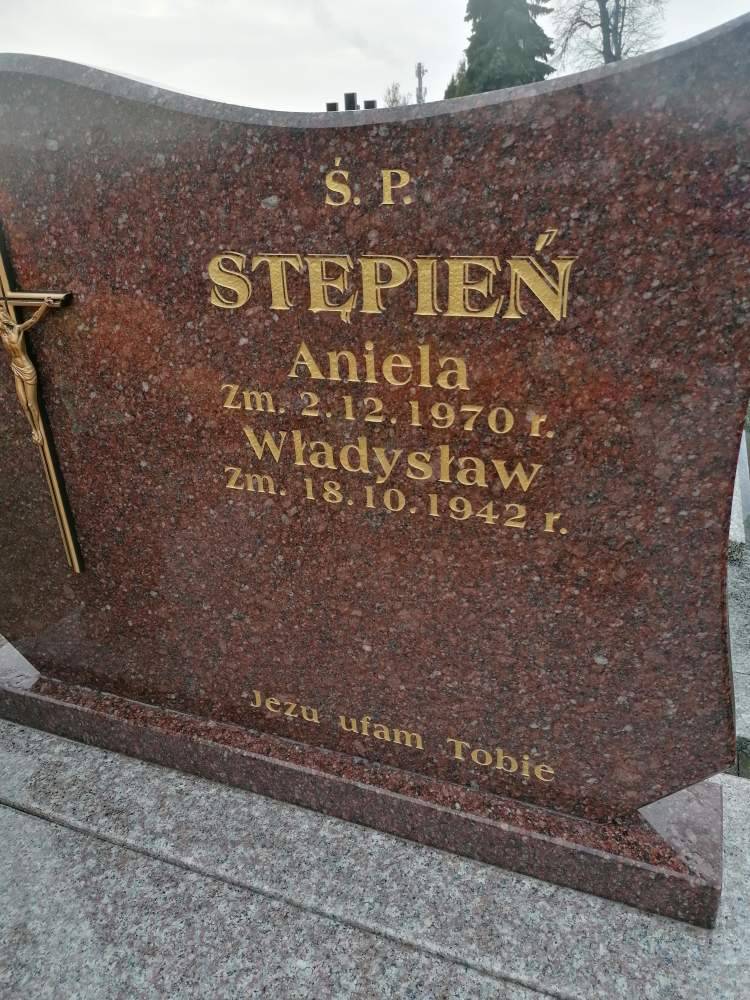 Ś. P.
STĘPIEŃ
Aniela
Zm. 2.12.1970 r.
Władysław
Zm. 18.10.1942 r.
Jezu ufam Tobie